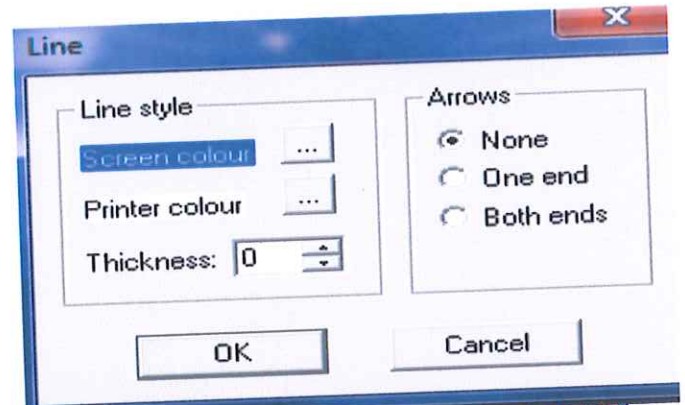 Line
Line style
Screen colour ...
Printer colour ...
Thickness: 0
Arrows
None
One end
Both ends
OK
Cancel